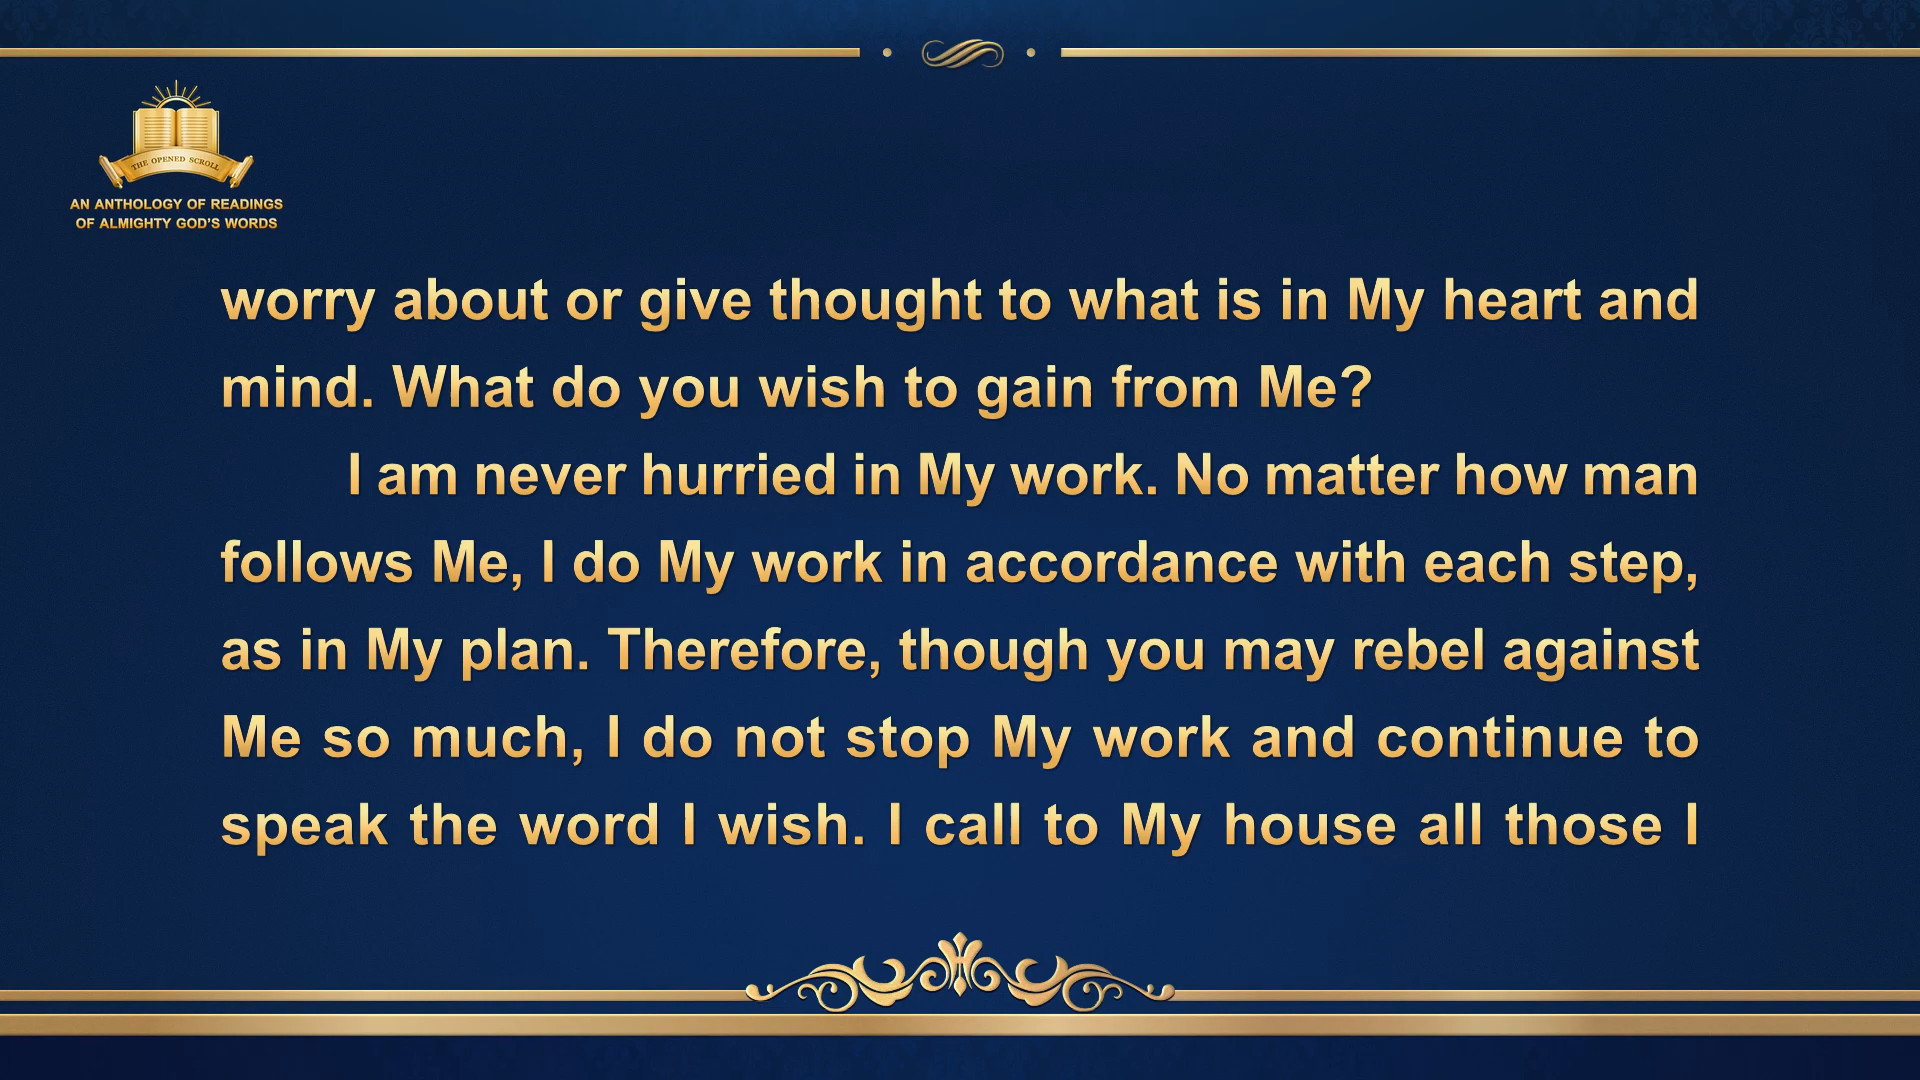 THE OPENED SCROLL
AN ANTHOLOGY OF READINGS
OF ALMIGHTY GOD'S WORDS
worry about or give thought to what is in My heart and
mind. What do you wish to gain from Me?
I am never hurried in My work. No matter how man
follows Me, I do My work in accordance with each step,
as in My plan. Therefore, though you may rebel against
Me so much, I do not stop My work and continue to
speak the word I wish. I call to My house all those I